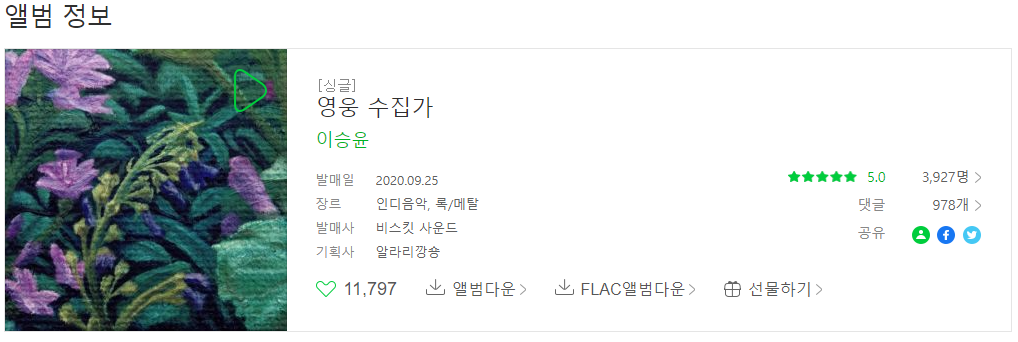 앨범 정보
[싱글]
영웅 수집가
이승윤
발매일 2020.09.25
장르 인디음악, 록/메탈
발매사 비스킷 사운드
기획사 알라리깡숑
5.0 3,927명
댓글 978개
공유
11,797 앨범다운 FLAC앨범다운 선물하기